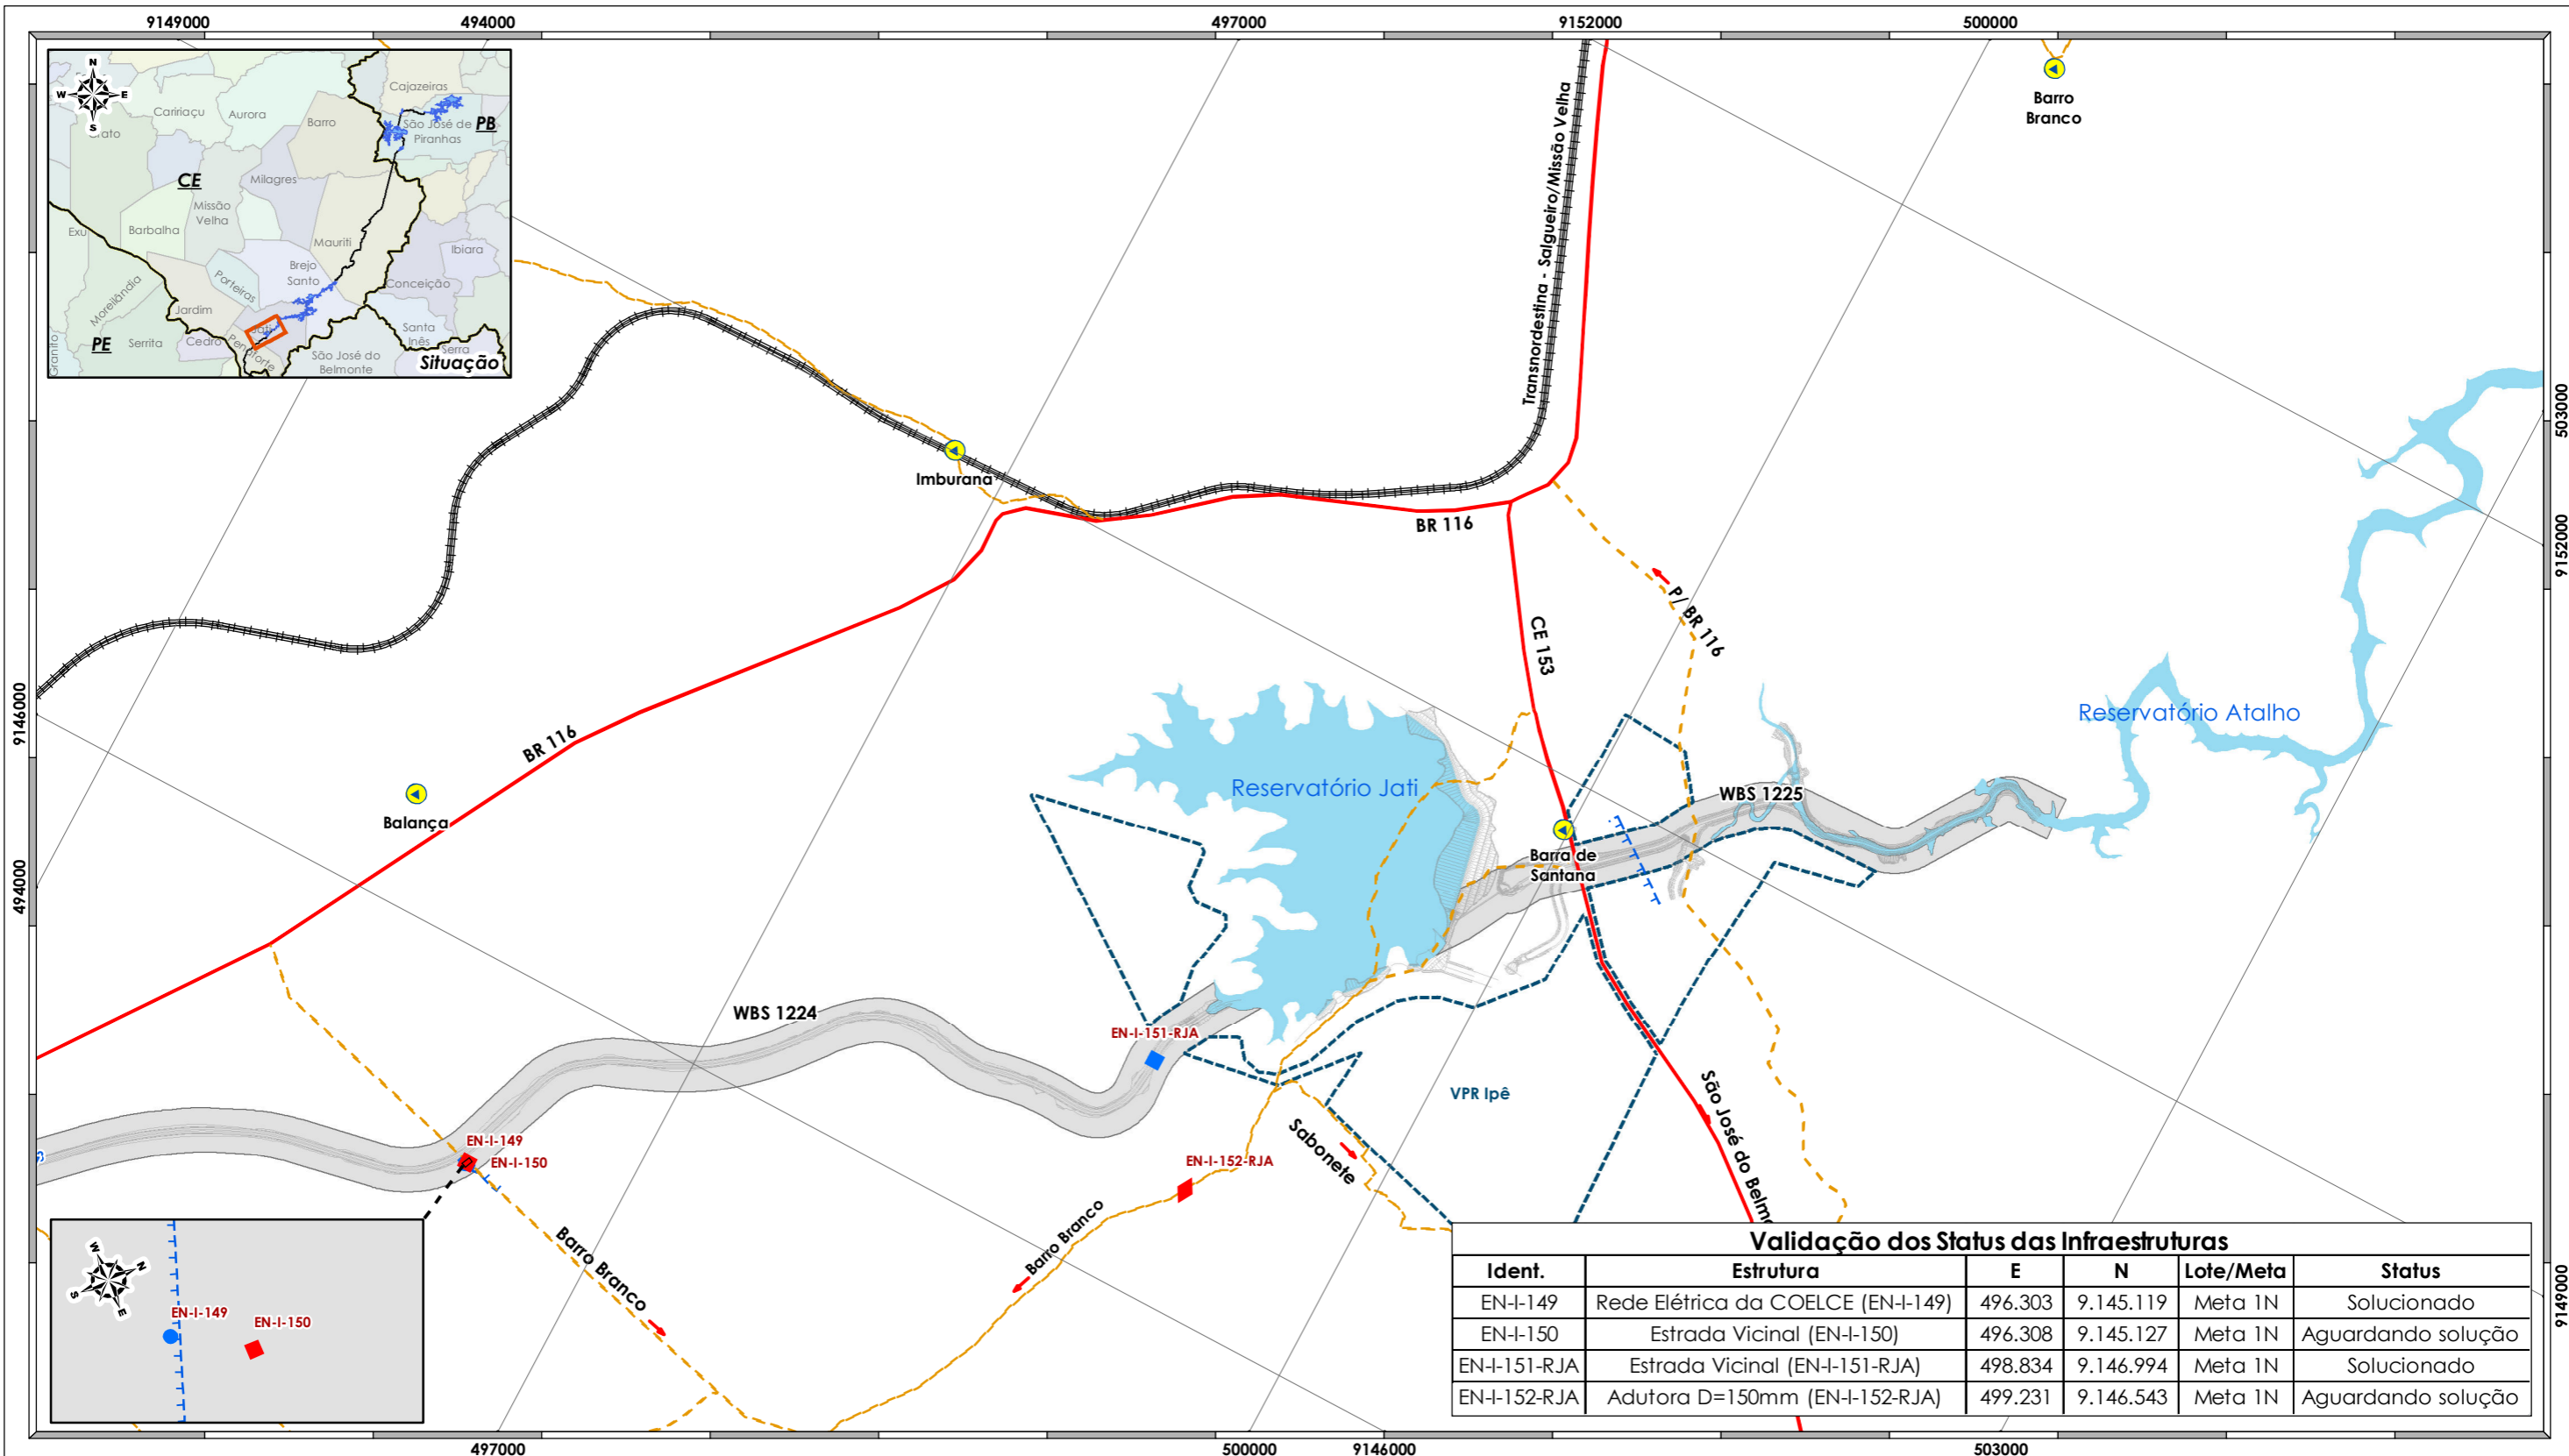 9149000
494000
497000
9152000
500000
N
W
E
S
Cajazeiras
Caririaçu
Aurora
Barro
São José de
Piranhas
PB
CE
Milagres
Missão
Velha
Exu
Barbalha
Mauriti
Ibiara
Brejo
Santo
Porteiras
Conceição
Moreilândia
Jardim
Jati
Santa
Inês
PE
Serrita
Cedro
Penaforte
São José do
Belmonte
Serra
Granito
Situação
Barro
Branco
Transnordestina - Salgueiro/Missão Velha
Imburana
BR 116
503000
9152000
P/ BR 116
CE 153
9146000
BR 116
Reservatório Atalho
Reservatório Jati
WBS 1225
Balança
Barra de
Santana
494000
WBS 1224
EN-I-151-RJA
VPR Ipê
São José do Belmo
Sabonete
EN-I-149
EN-I-150
EN-I-152-RJA
Barro Branco
Barro Branco
N
W
E
S
EN-I-149
EN-I-150
Validação dos Status das Infraestruturas
Ident. Estrutura E N Lote/Meta Status
EN-I-149 Rede Elétrica da COELCE (EN-I-149) 496.303 9.145.119 Meta 1N Solucionado
EN-I-150 Estrada Vicinal (EN-I-150) 496.308 9.145.127 Meta 1N Aguardando solução
EN-I-151-RJA Estrada Vicinal (EN-I-151-RJA) 498.834 9.146.994 Meta 1N Solucionado
EN-I-152-RJA Adutora D=150mm (EN-I-152-RJA) 499.231 9.146.543 Meta 1N Aguardando solução
9149000
497000
5000000
9146000
503000